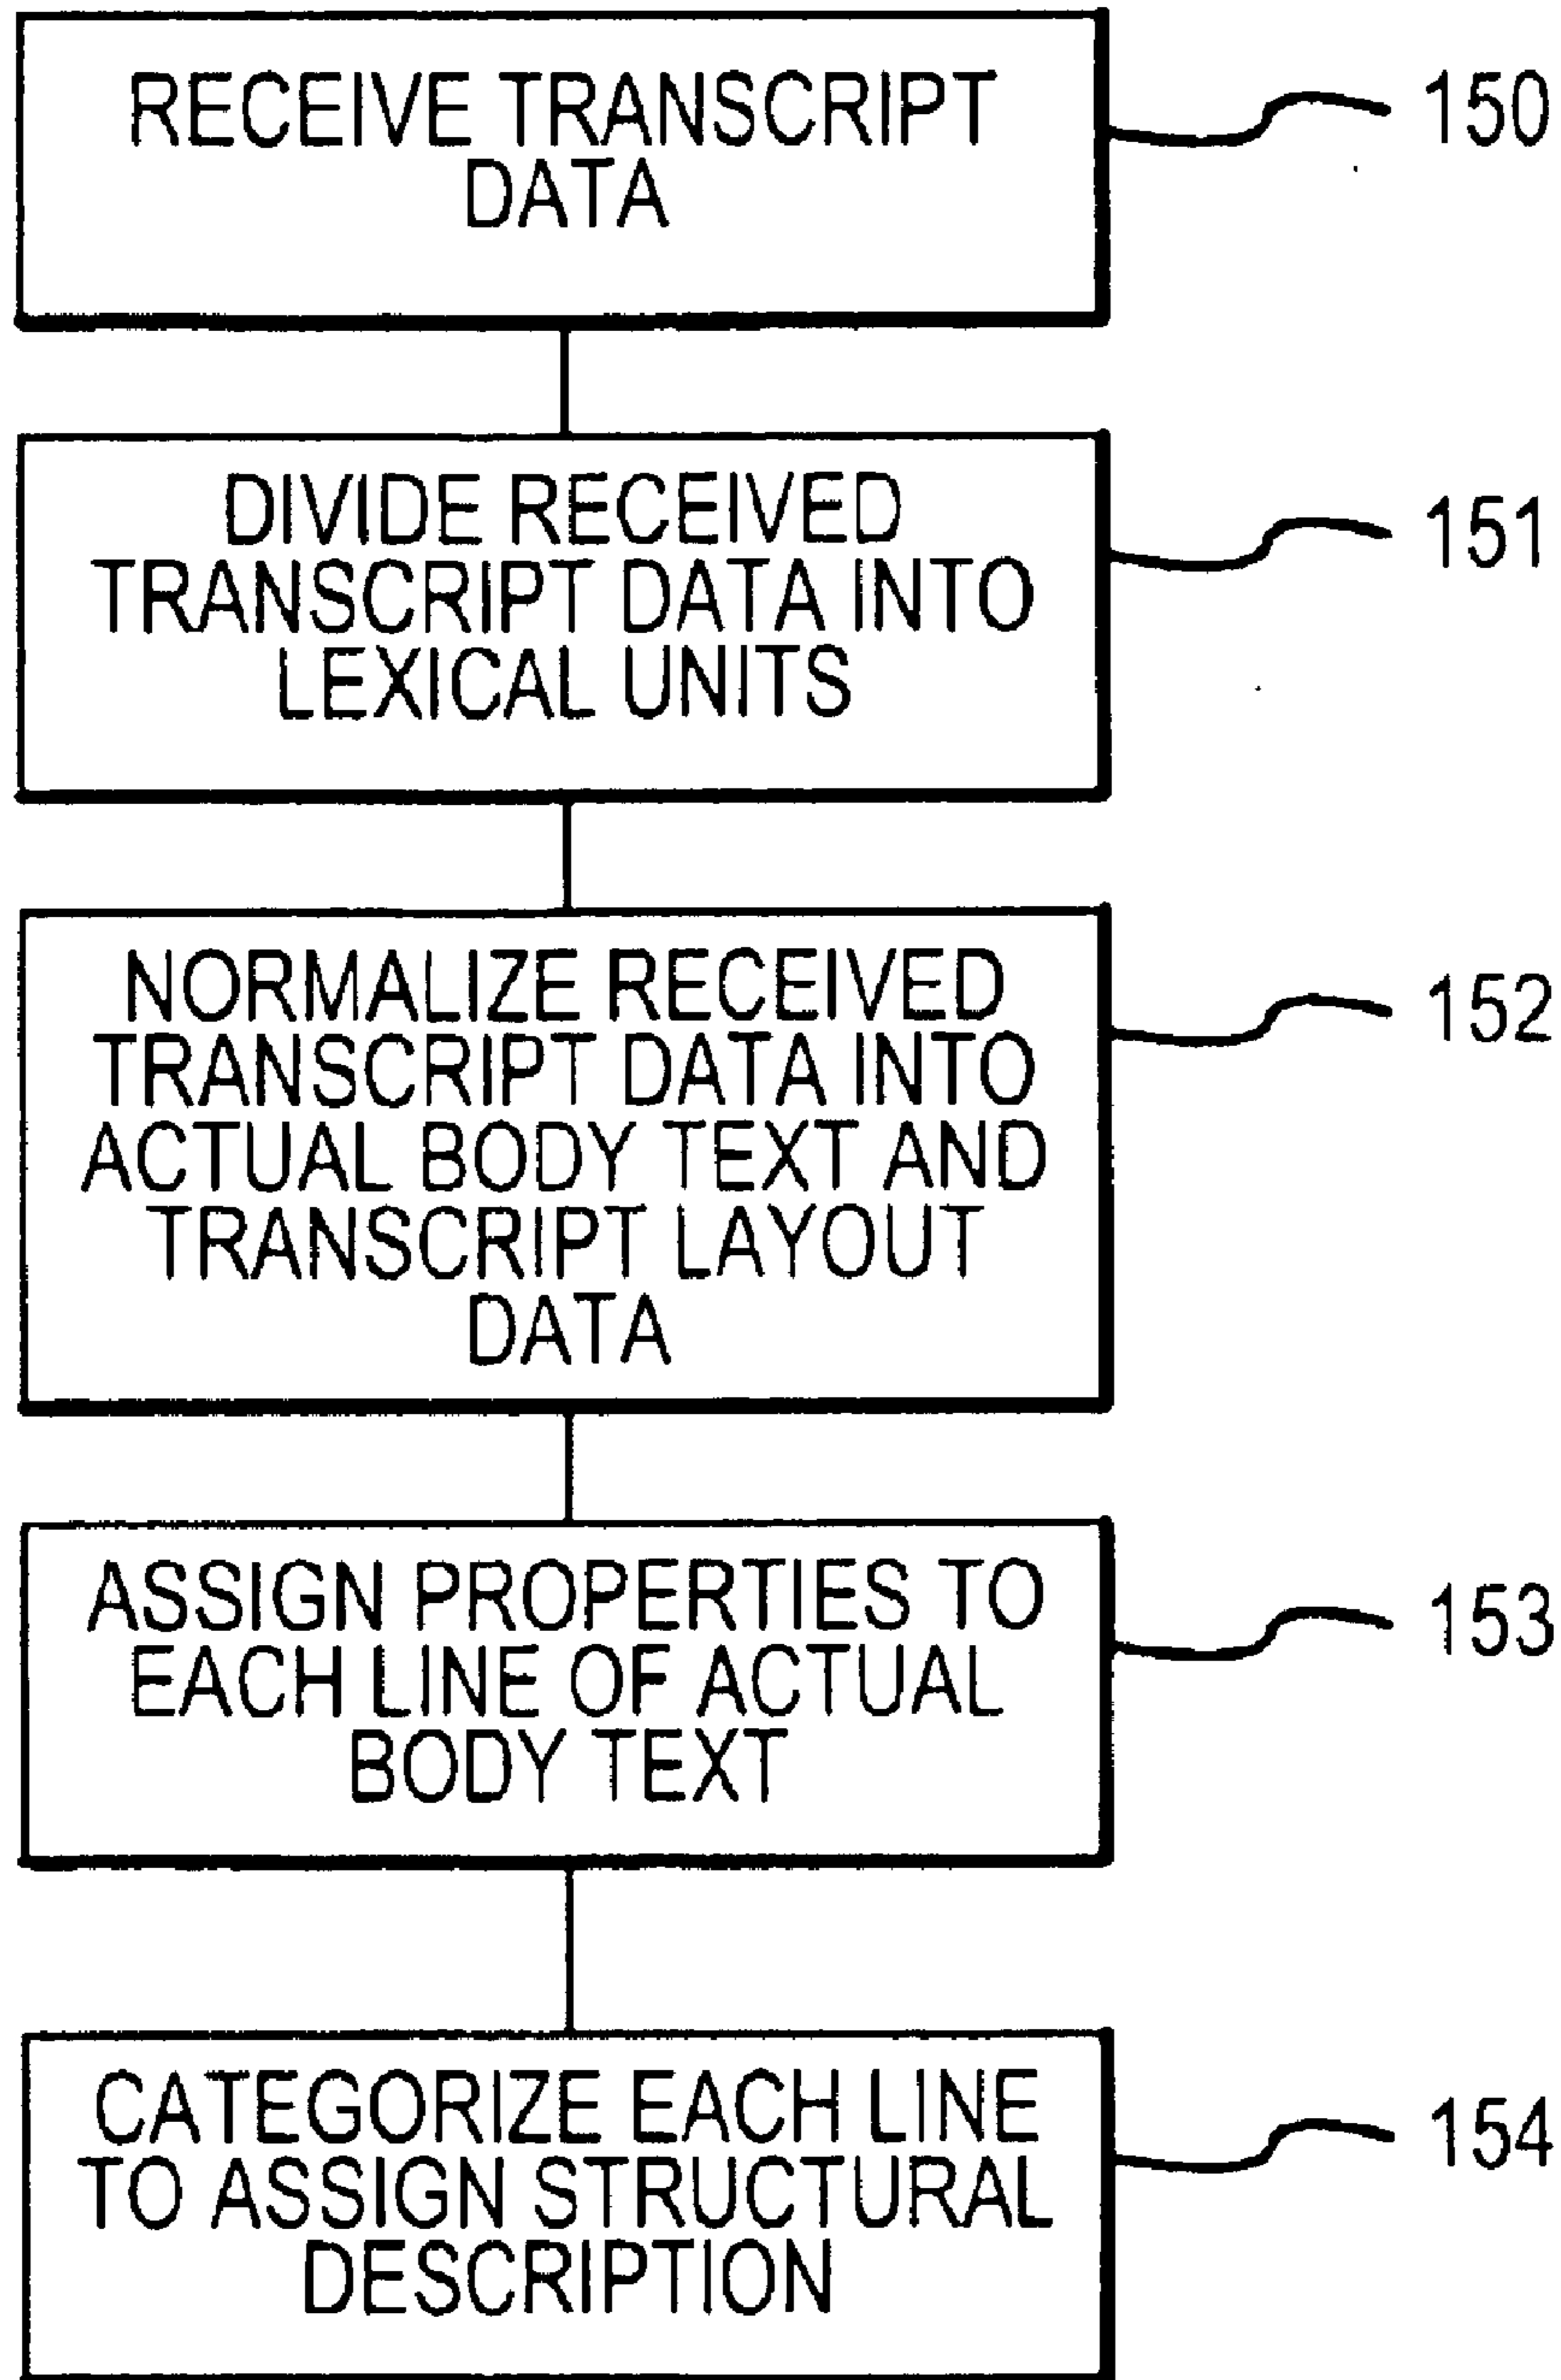 RECEIVE TRANSCRIPT
DATA
150
DIVIDE RECEIVED
TRANSCRIPT DATA INTO
LEXICAL UNITS
151
NORMALIZE RECEIVED
TRANSCRIPT DATA INTO
ACTUAL BODY TEXT AND
TRANSCRIPT LAYOUT
DATA
152
ASSIGN PROPERTIES TO
EACH LINE OF ACTUAL
BODY TEXT
153
CATEGORIZE EACH LINE
TO ASSIGN STRUCTURAL
DESCRIPTION
154